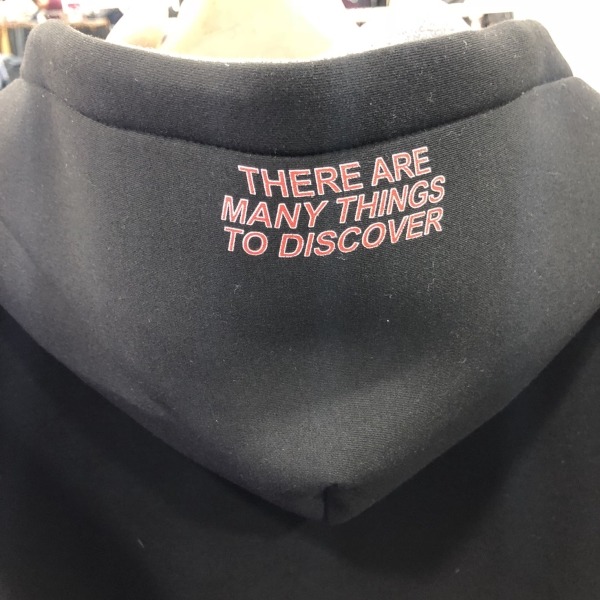 THERE ARE
MANY THINGS
TO DISCOVER